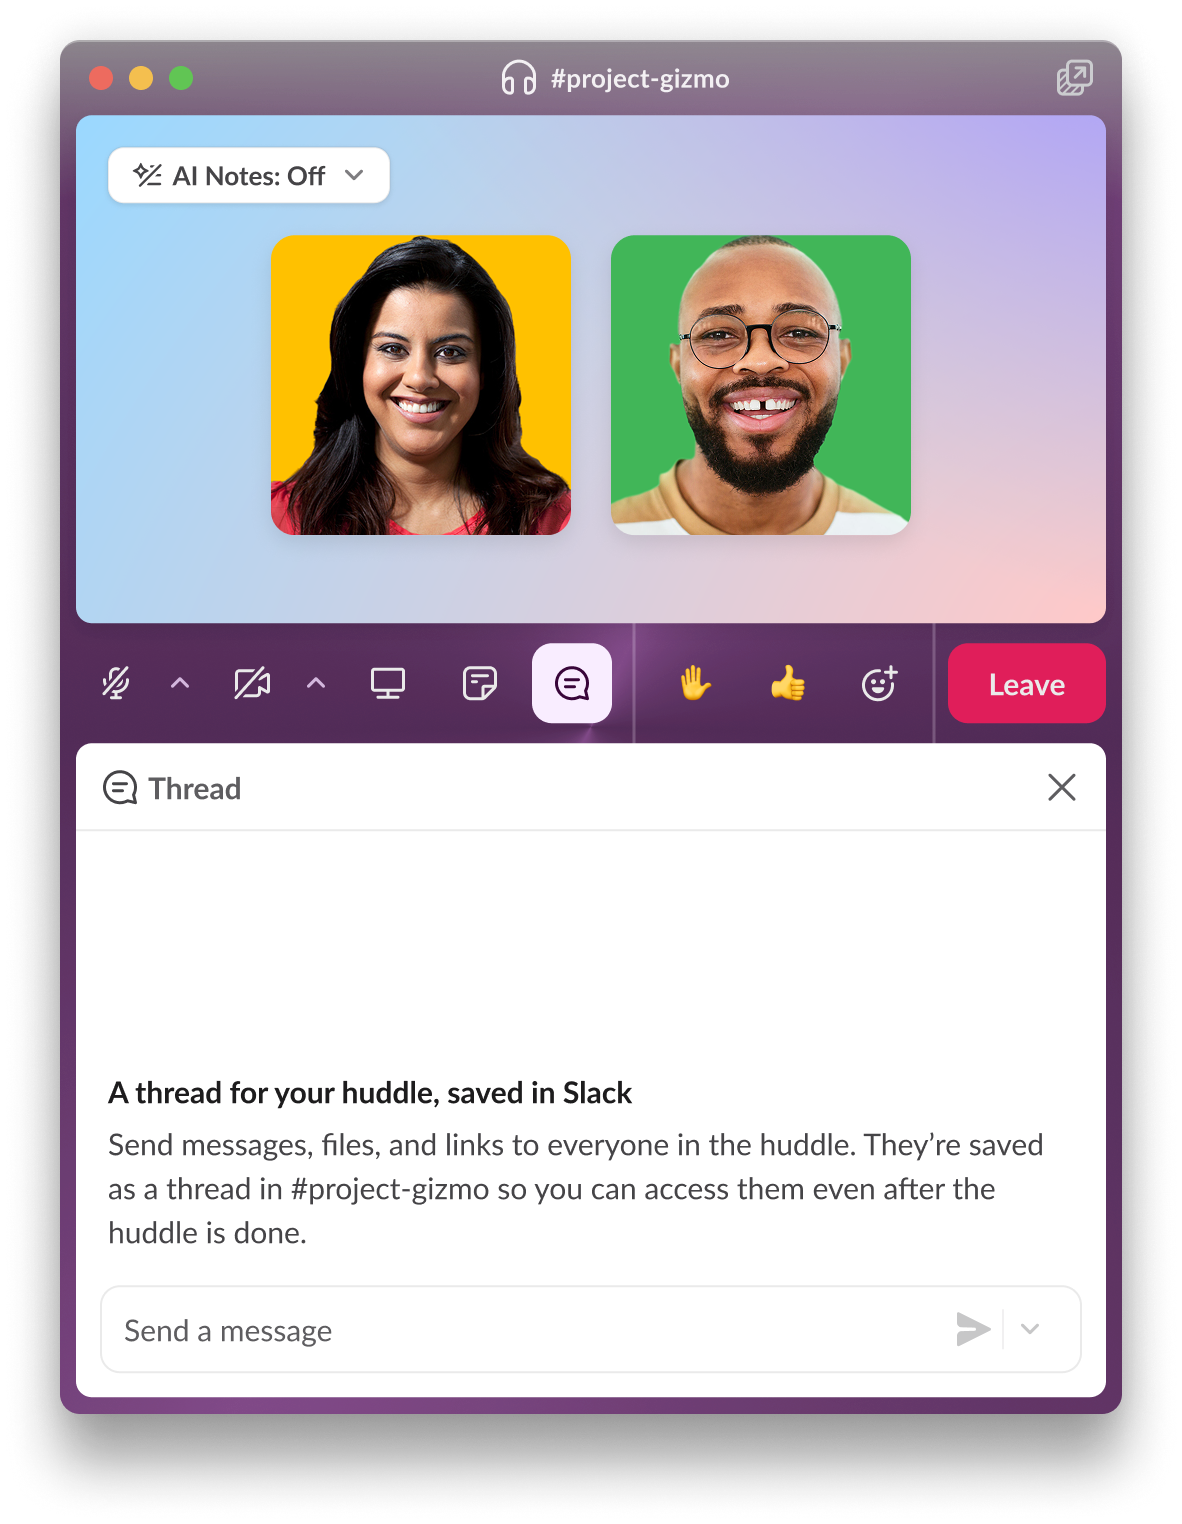 #project-gizmo
AI Notes: Off
Leave
Thread
A thread for your huddle, saved in Slack
Send messages, files, and links to everyone in the huddle. They’re saved
as a thread in #project-gizmo so you can access them even after the
huddle is done.
Send a message